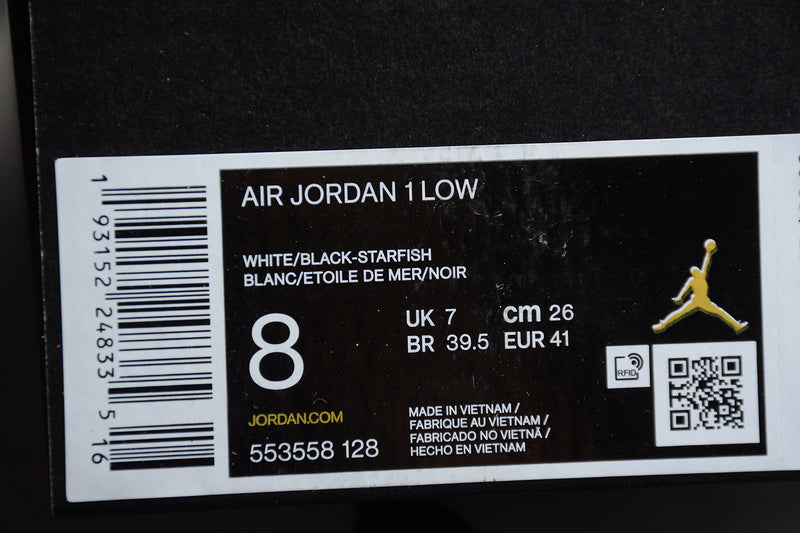 AIR JORDAN 1 LOW
WHITE/BLACK-STARFISH
BLANC/ETOILE DE MER/NOIR
8
UK 7 cm 26
BR 39.5 EUR 41
RFID
JORDAN.COM
553558 128
MADE IN VIETNAM /
FABRIQUE AU VIETNAM /
FABRICADO NO VIETNÃ /
HECHO EN VIETNAM
1 93152 24833 5 16